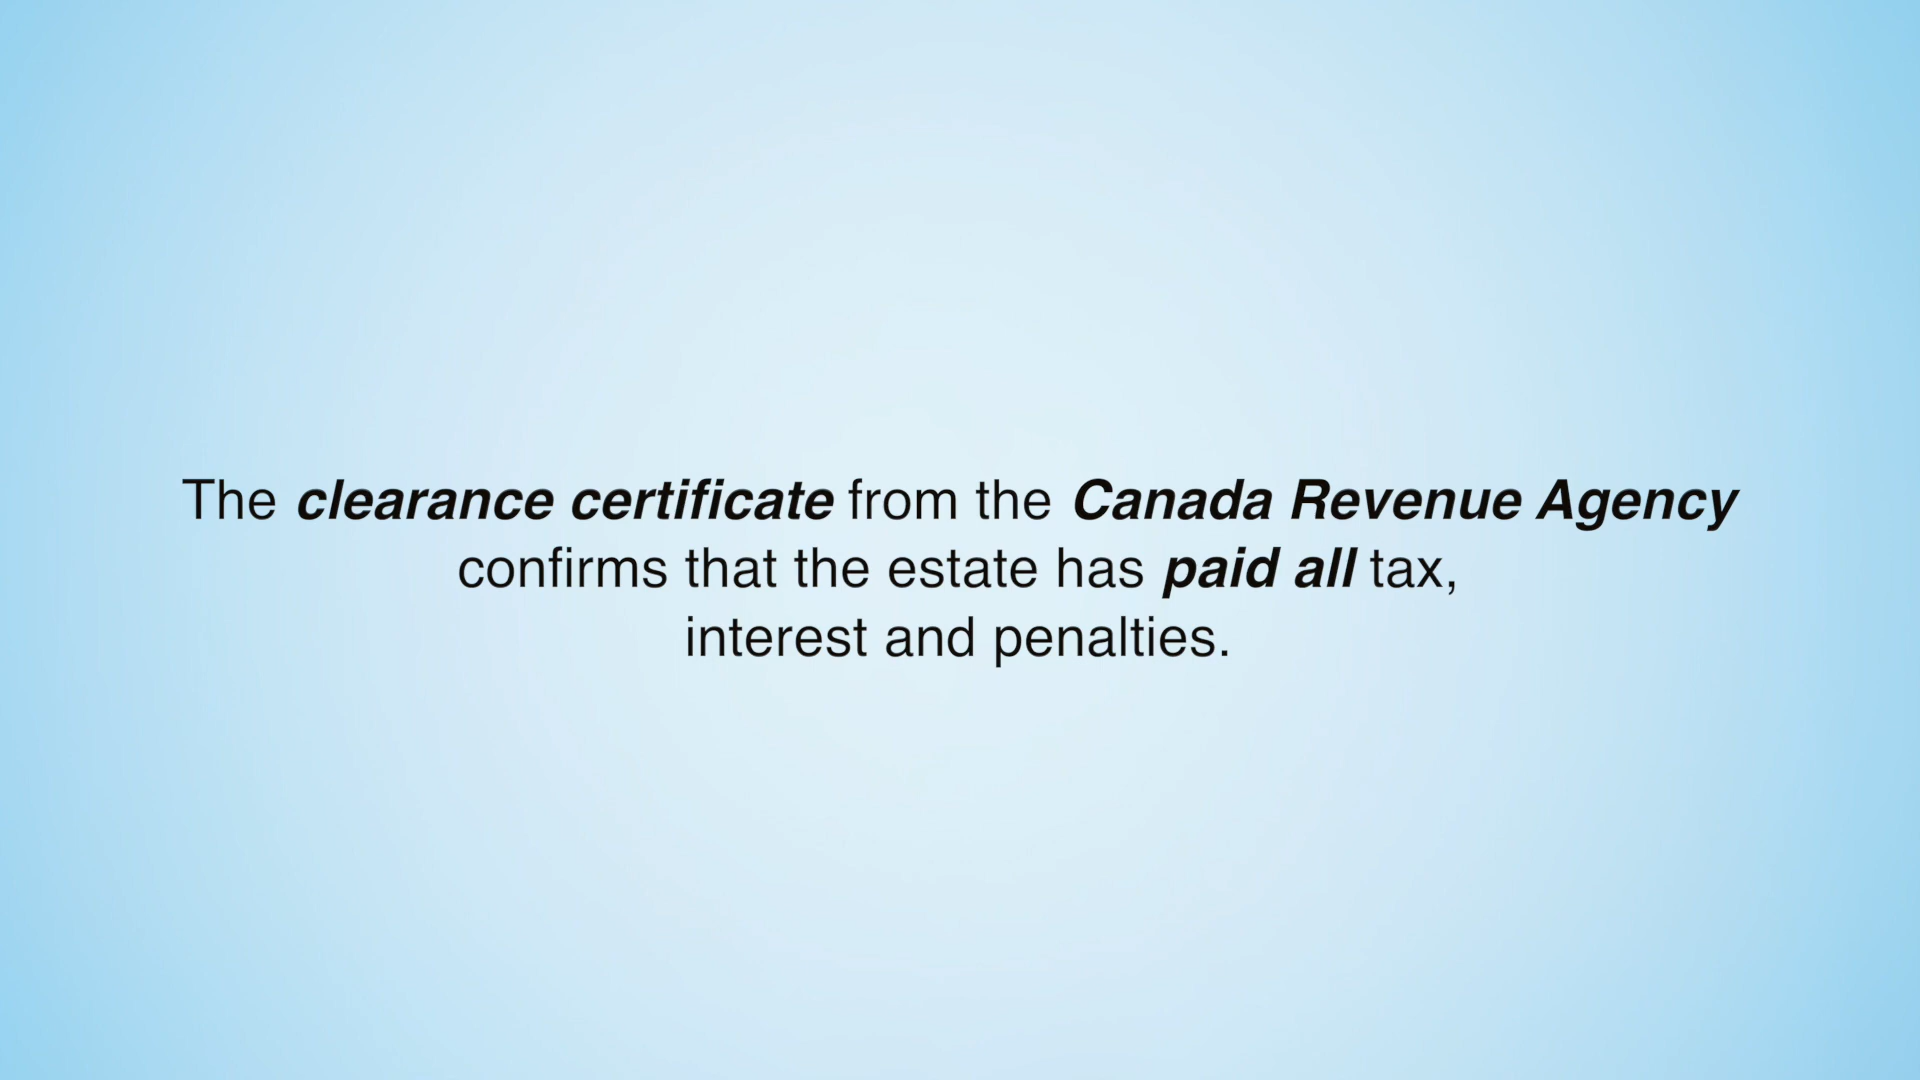 The clearance certificate from the Canada Revenue Agency
confirms that the estate has paid all tax,
interest and penalties.